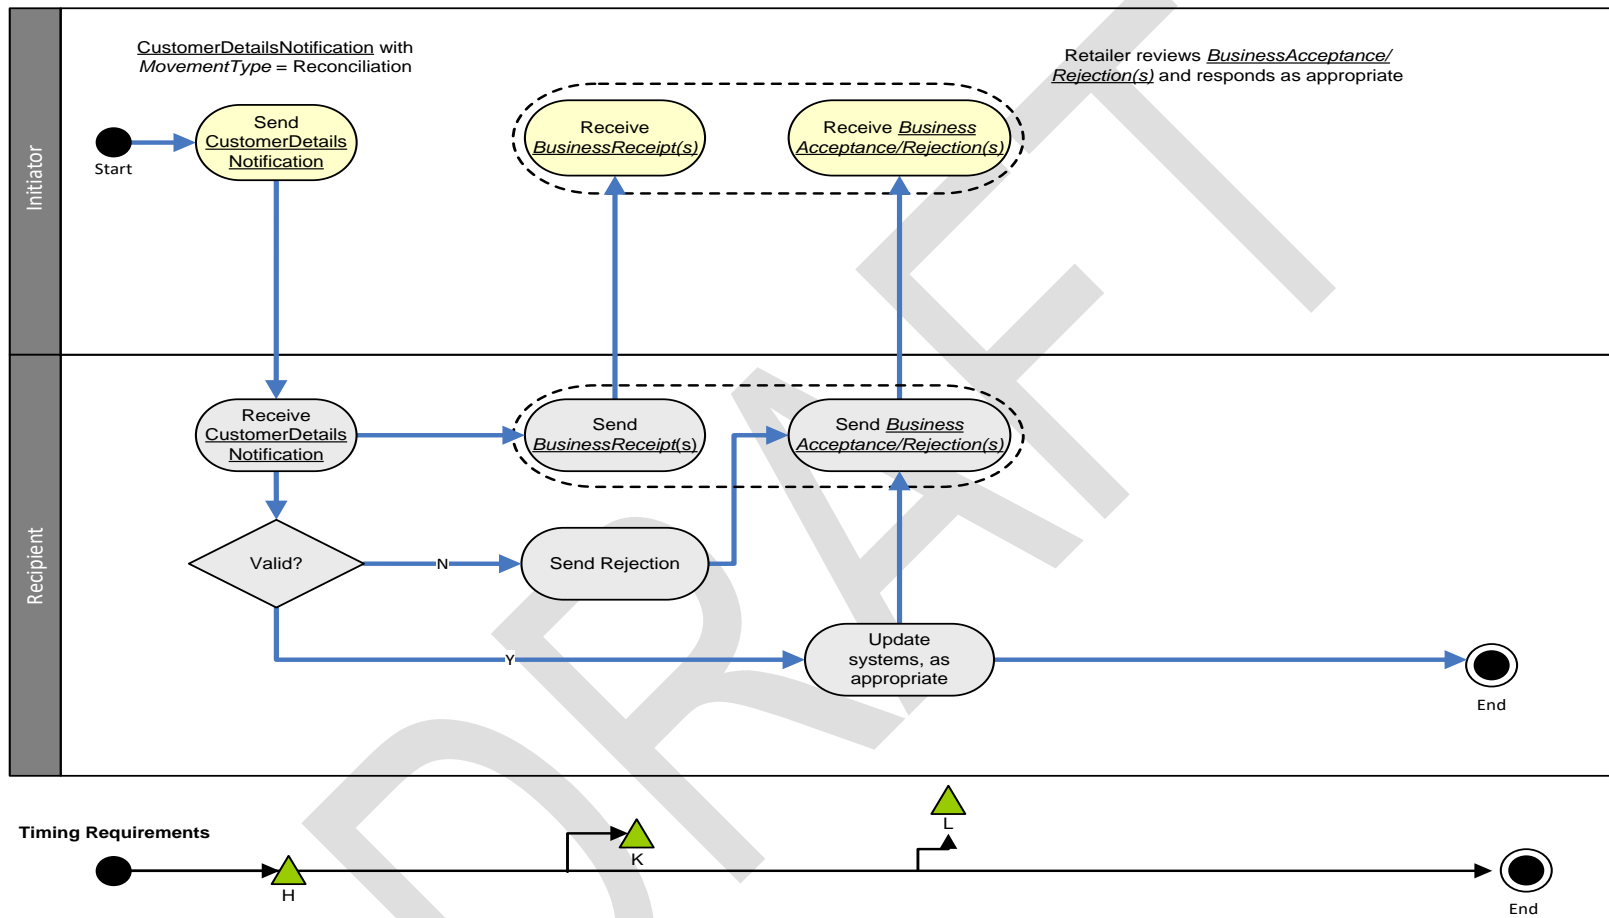 CustomerDetailsNotification with
MovementType = Reconciliation
Retailer reviews BusinessAcceptance/
Rejection(s) and responds as appropriate
Initiator
Start
Send
CustomerDetails
Notification
Receive
BusinessReceipt(s)
Receive Business
Acceptance/Rejection(s)
Recipient
Receive
CustomerDetails
Notification
Send
BusinessReceipt(s)
Send Business
Acceptance/Rejection(s)
Valid?
N
Send Rejection
Y
Update
systems, as
appropriate
End
Timing Requirements
H
K
L
End
DRAFT